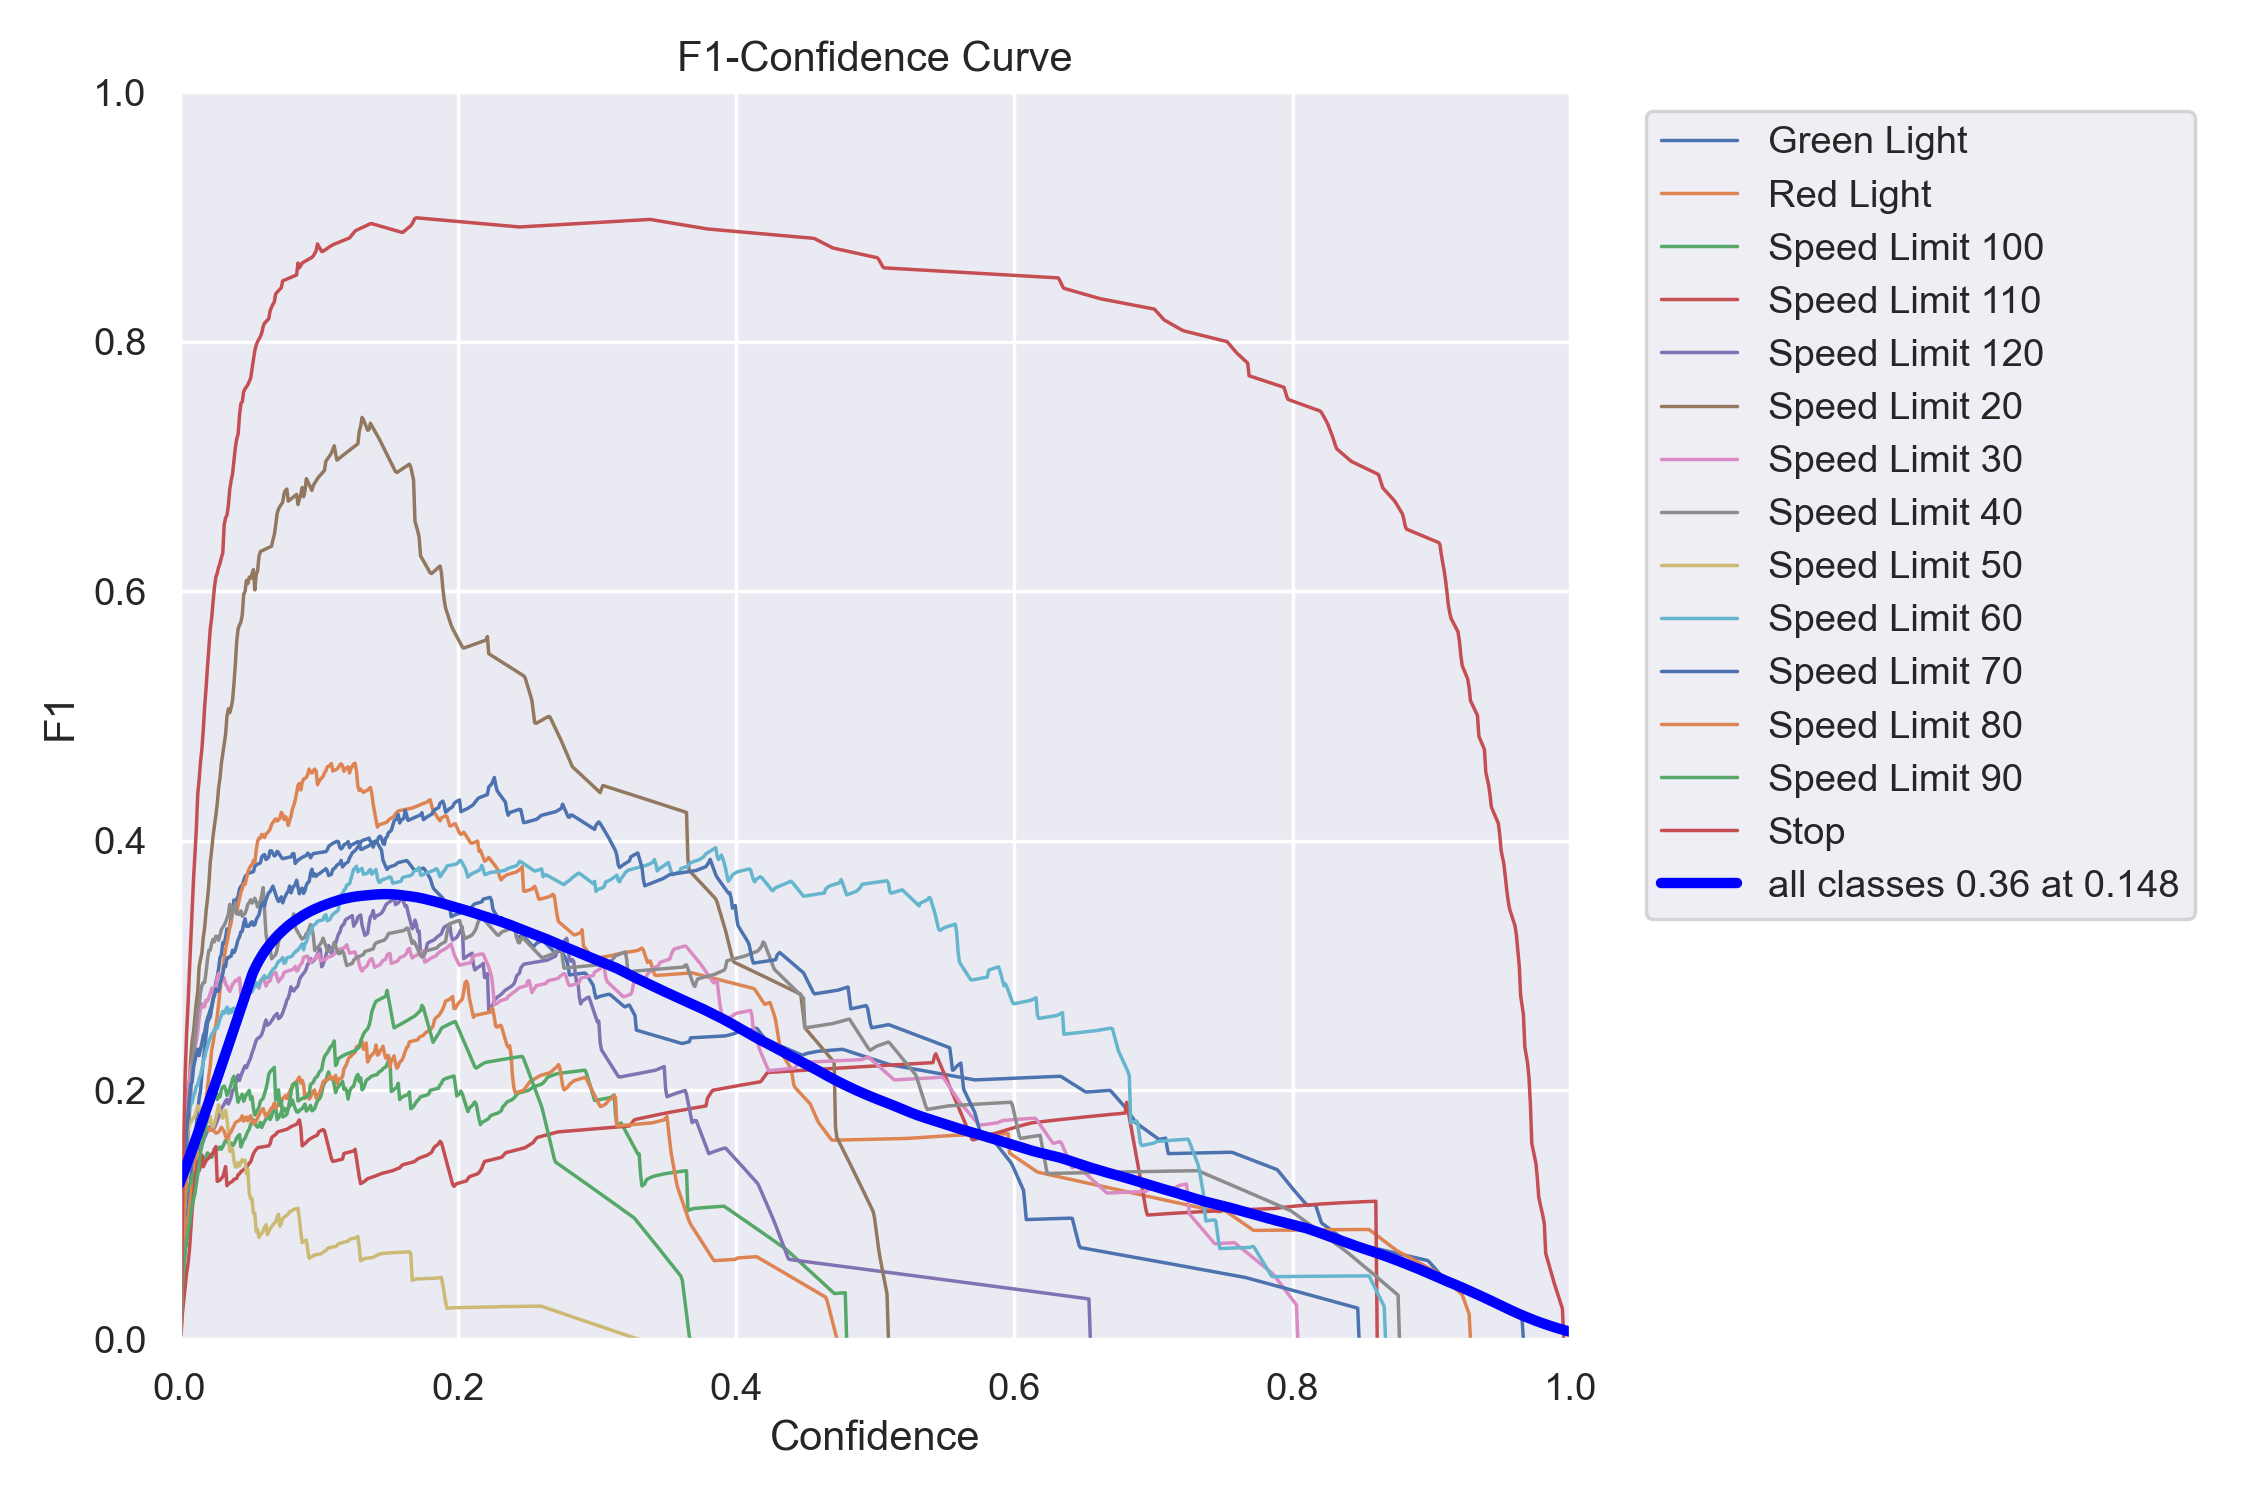 F1-Confidence Curve
1.0
0.8
0.6
0.4
0.2
0.0
F1
0.0 0.2 0.4 0.6 0.8 1.0
Confidence
Green Light
Red Light
Speed Limit 100
Speed Limit 110
Speed Limit 120
Speed Limit 20
Speed Limit 30
Speed Limit 40
Speed Limit 50
Speed Limit 60
Speed Limit 70
Speed Limit 80
Speed Limit 90
Stop
all classes 0.36 at 0.148